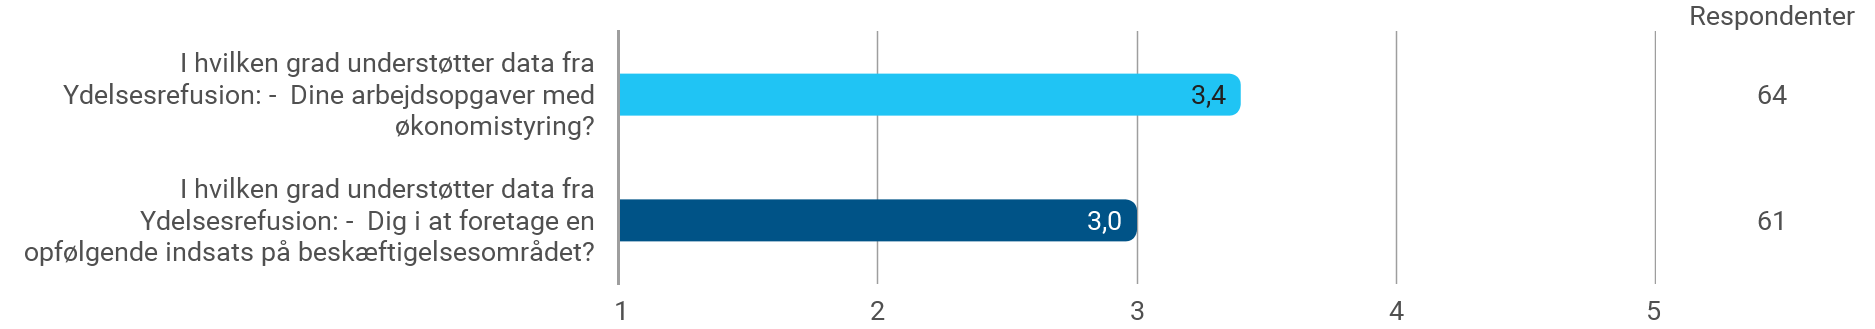 Respondenter
I hvilken grad understøtter data fra
Ydelsesrefusion: -  Dine arbejdsopgaver med
økonomistyring?
3,4
64
I hvilken grad understøtter data fra
Ydelsesrefusion: -  Dig i at foretage en
opfølgende indsats på beskæftigelsesområdet?
3,0
61
1 2 3 4 5